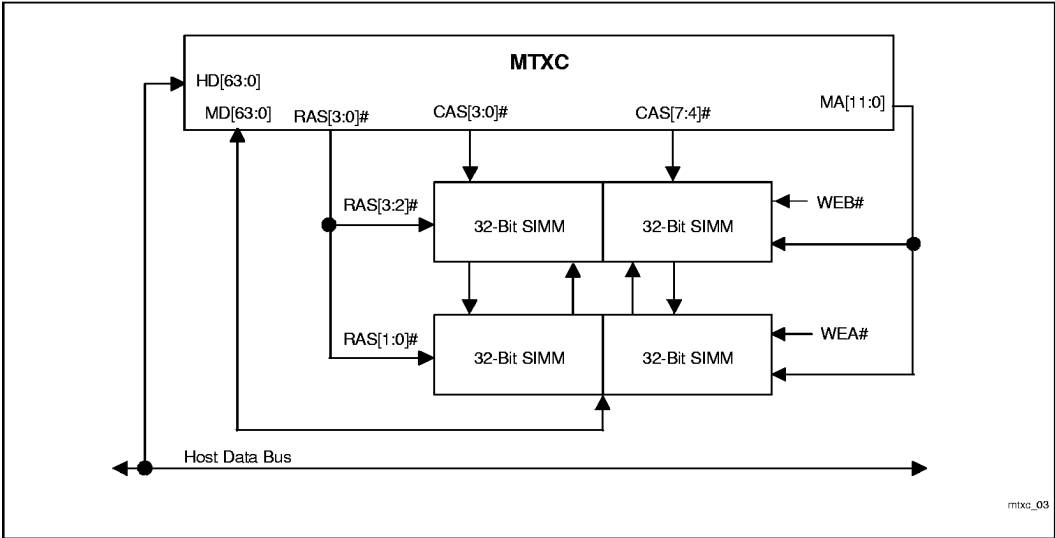 MTXC
HD[63:0]
MD[63:0]
RAS[3:0]#
CAS[3:0]#
CAS[7:4]#
MA[11:0]
RAS[3:2]#
32-Bit SIMM
32-Bit SIMM
WEB#
RAS[1:0]#
32-Bit SIMM
32-Bit SIMM
WEA#
Host Data Bus
mtxc_03